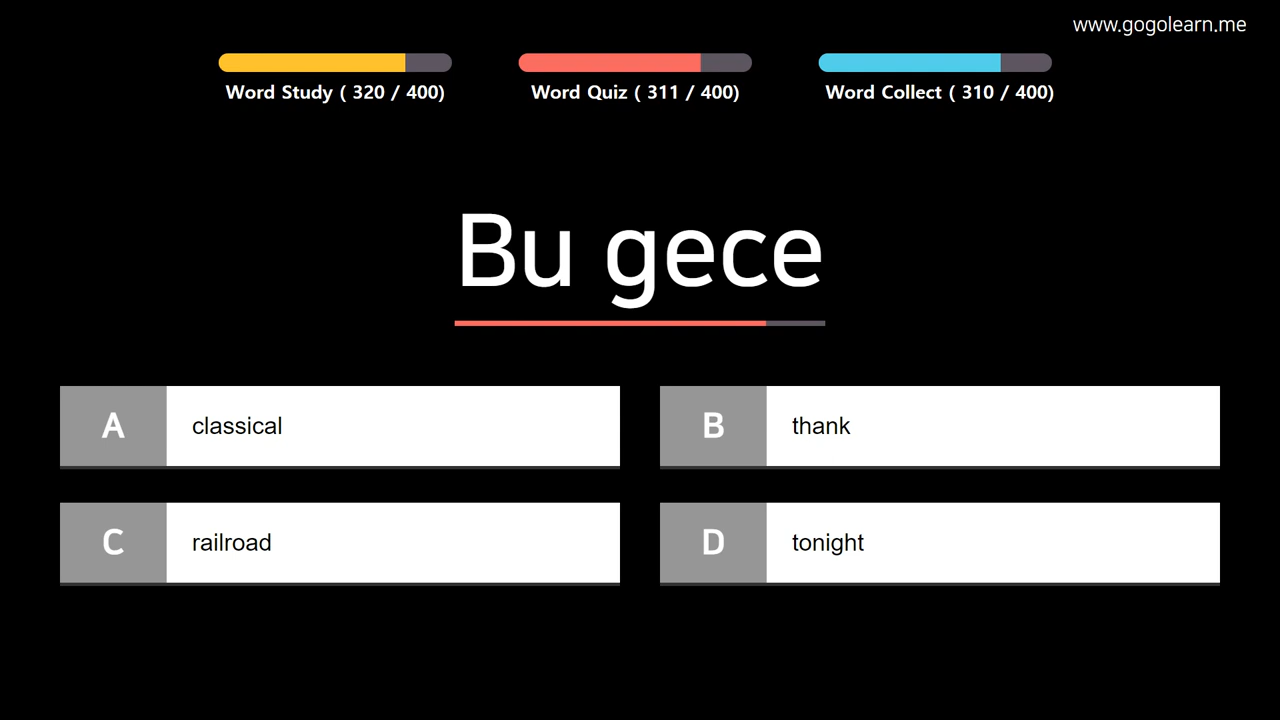 www.gogolearn.me
Word Study ( 320 / 400)
Word Quiz ( 311 / 400)
Word Collect ( 310 / 400)
Bu gece
A classical
B thank
C railroad
D tonight